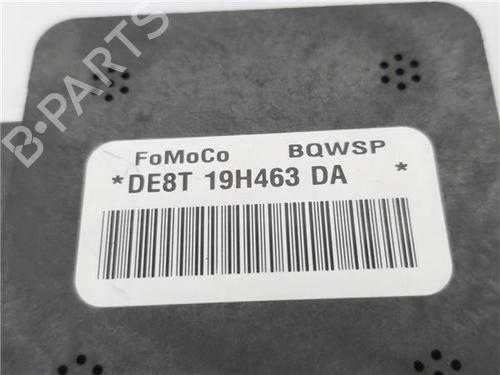 B-PARTS
FoMoCo BQWSP
*DE8T 19H463 DA *